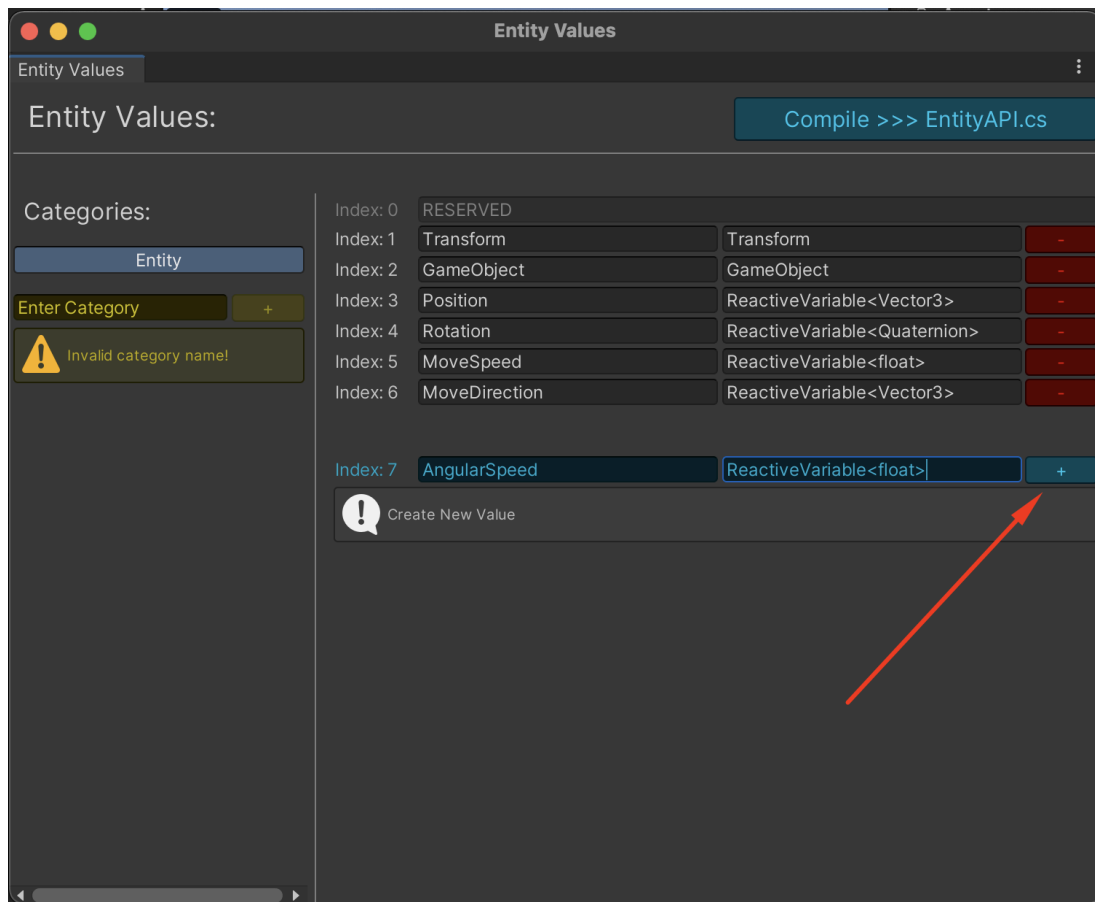 Entity Values
Entity Values
Entity Values:
Compile >>> EntityAPI.cs
Categories:
Entity
Enter Category +
Invalid category name!
Index: 0 RESERVED
Index: 1 Transform Transform -
Index: 2 GameObject GameObject -
Index: 3 Position ReactiveVariable<Vector3> -
Index: 4 Rotation ReactiveVariable<Quaternion> -
Index: 5 MoveSpeed ReactiveVariable<float> -
Index: 6 MoveDirection ReactiveVariable<Vector3> -
Index: 7 AngularSpeed ReactiveVariable<float> +
Create New Value